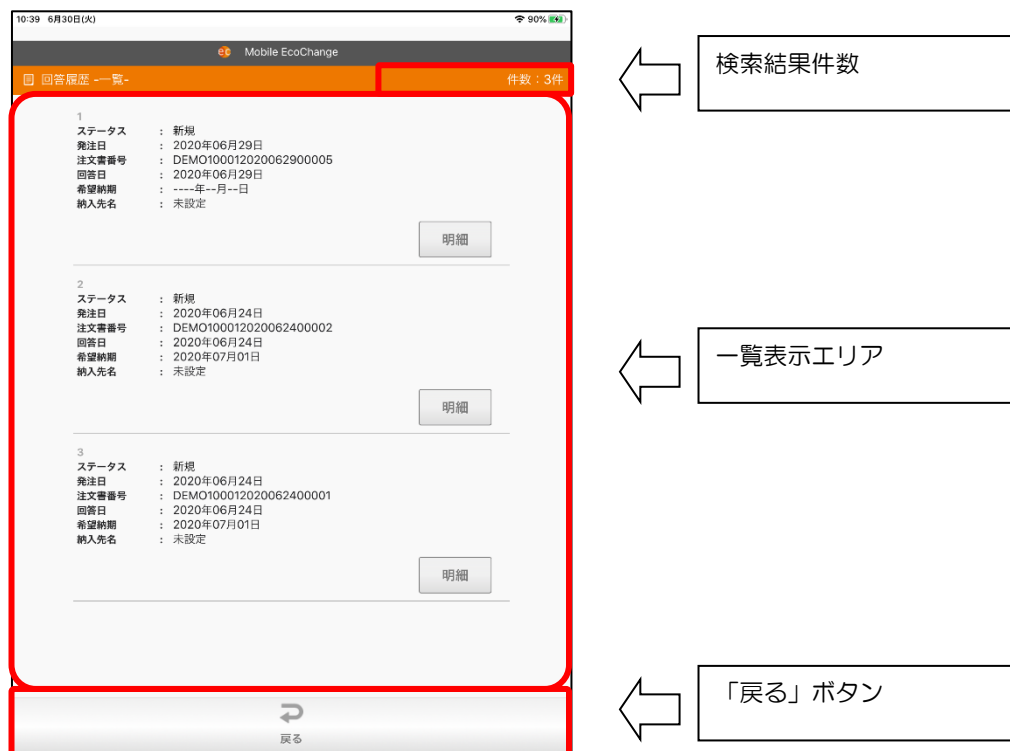 10:39 6月30日(火) 90%
ec Mobile EcoChange
回答履歴 -一覧- 件数：3件
1
ステータス : 新規
発注日 : 2020年06月29日
注文書番号 : DEMO100012020062900005
回答日 : 2020年06月29日
希望納期 : ----年--月--日
納入先名 : 未設定
明細
2
ステータス : 新規
発注日 : 2020年06月24日
注文書番号 : DEMO100012020062400002
回答日 : 2020年06月24日
希望納期 : 2020年07月01日
納入先名 : 未設定
明細
3
ステータス : 新規
発注日 : 2020年06月24日
注文書番号 : DEMO100012020062400001
回答日 : 2020年06月24日
希望納期 : 2020年07月01日
納入先名 : 未設定
明細
戻る
検索結果件数
一覧表示エリア
「戻る」ボタン